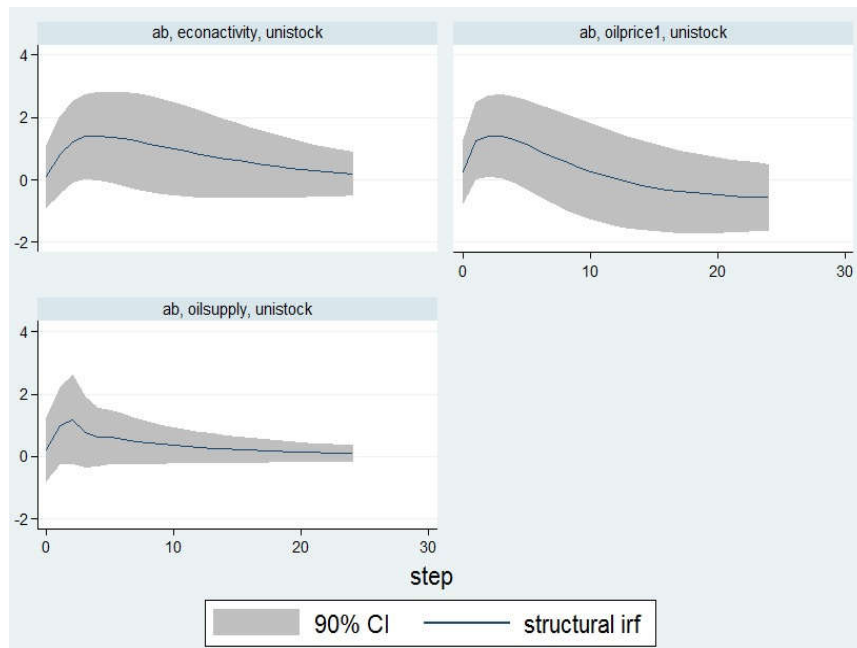 ab, econactivity, unistock
ab, oilprice1, unistock
4
2
0
-2
0
10
20
30
ab, oilsupply, unistock
4
2
0
-2
0
10
20
30
step
90% CI
structural irf